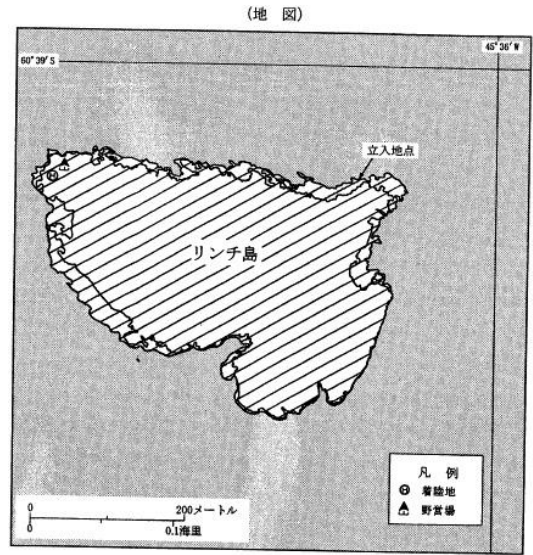 (地 図)
45°36′W
60°39′S
立入地点
リンチ島
凡 例
着陸地
野営場
0 200メートル
0 0.1海里